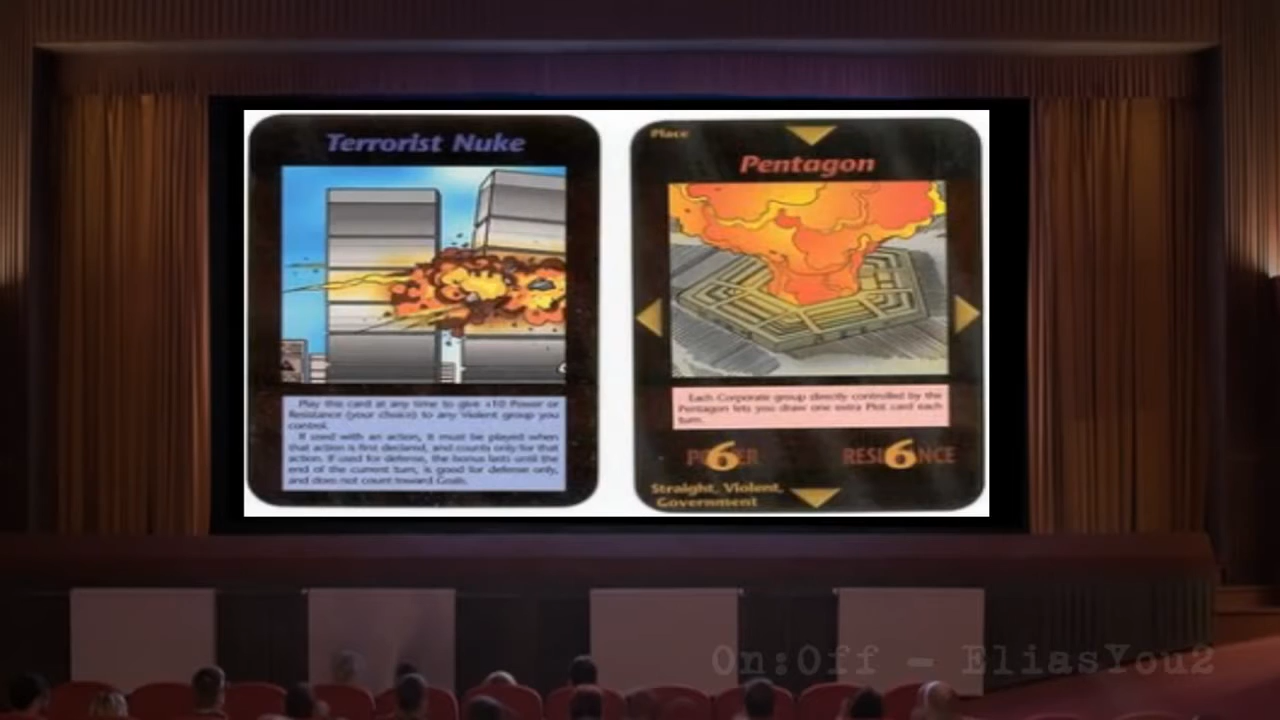 Terrorist Nuke
Play this card at any time to give +10 Power or
Resistance (your choice) to any Violent group you
control.
If used with an action, it must be played when
that action is first declared, and counts only for that
action. If used for defense, the bonus lasts until the
end of the current turn, is good for defense only,
and does not count toward Goals.
Place
Pentagon
Each Corporate group directly controlled by the
Pentagon lets you draw one extra Plot card each
turn.
POWER 6
RESISTANCE 6
Straight, Violent,
Government
On:Off - EliasYou2